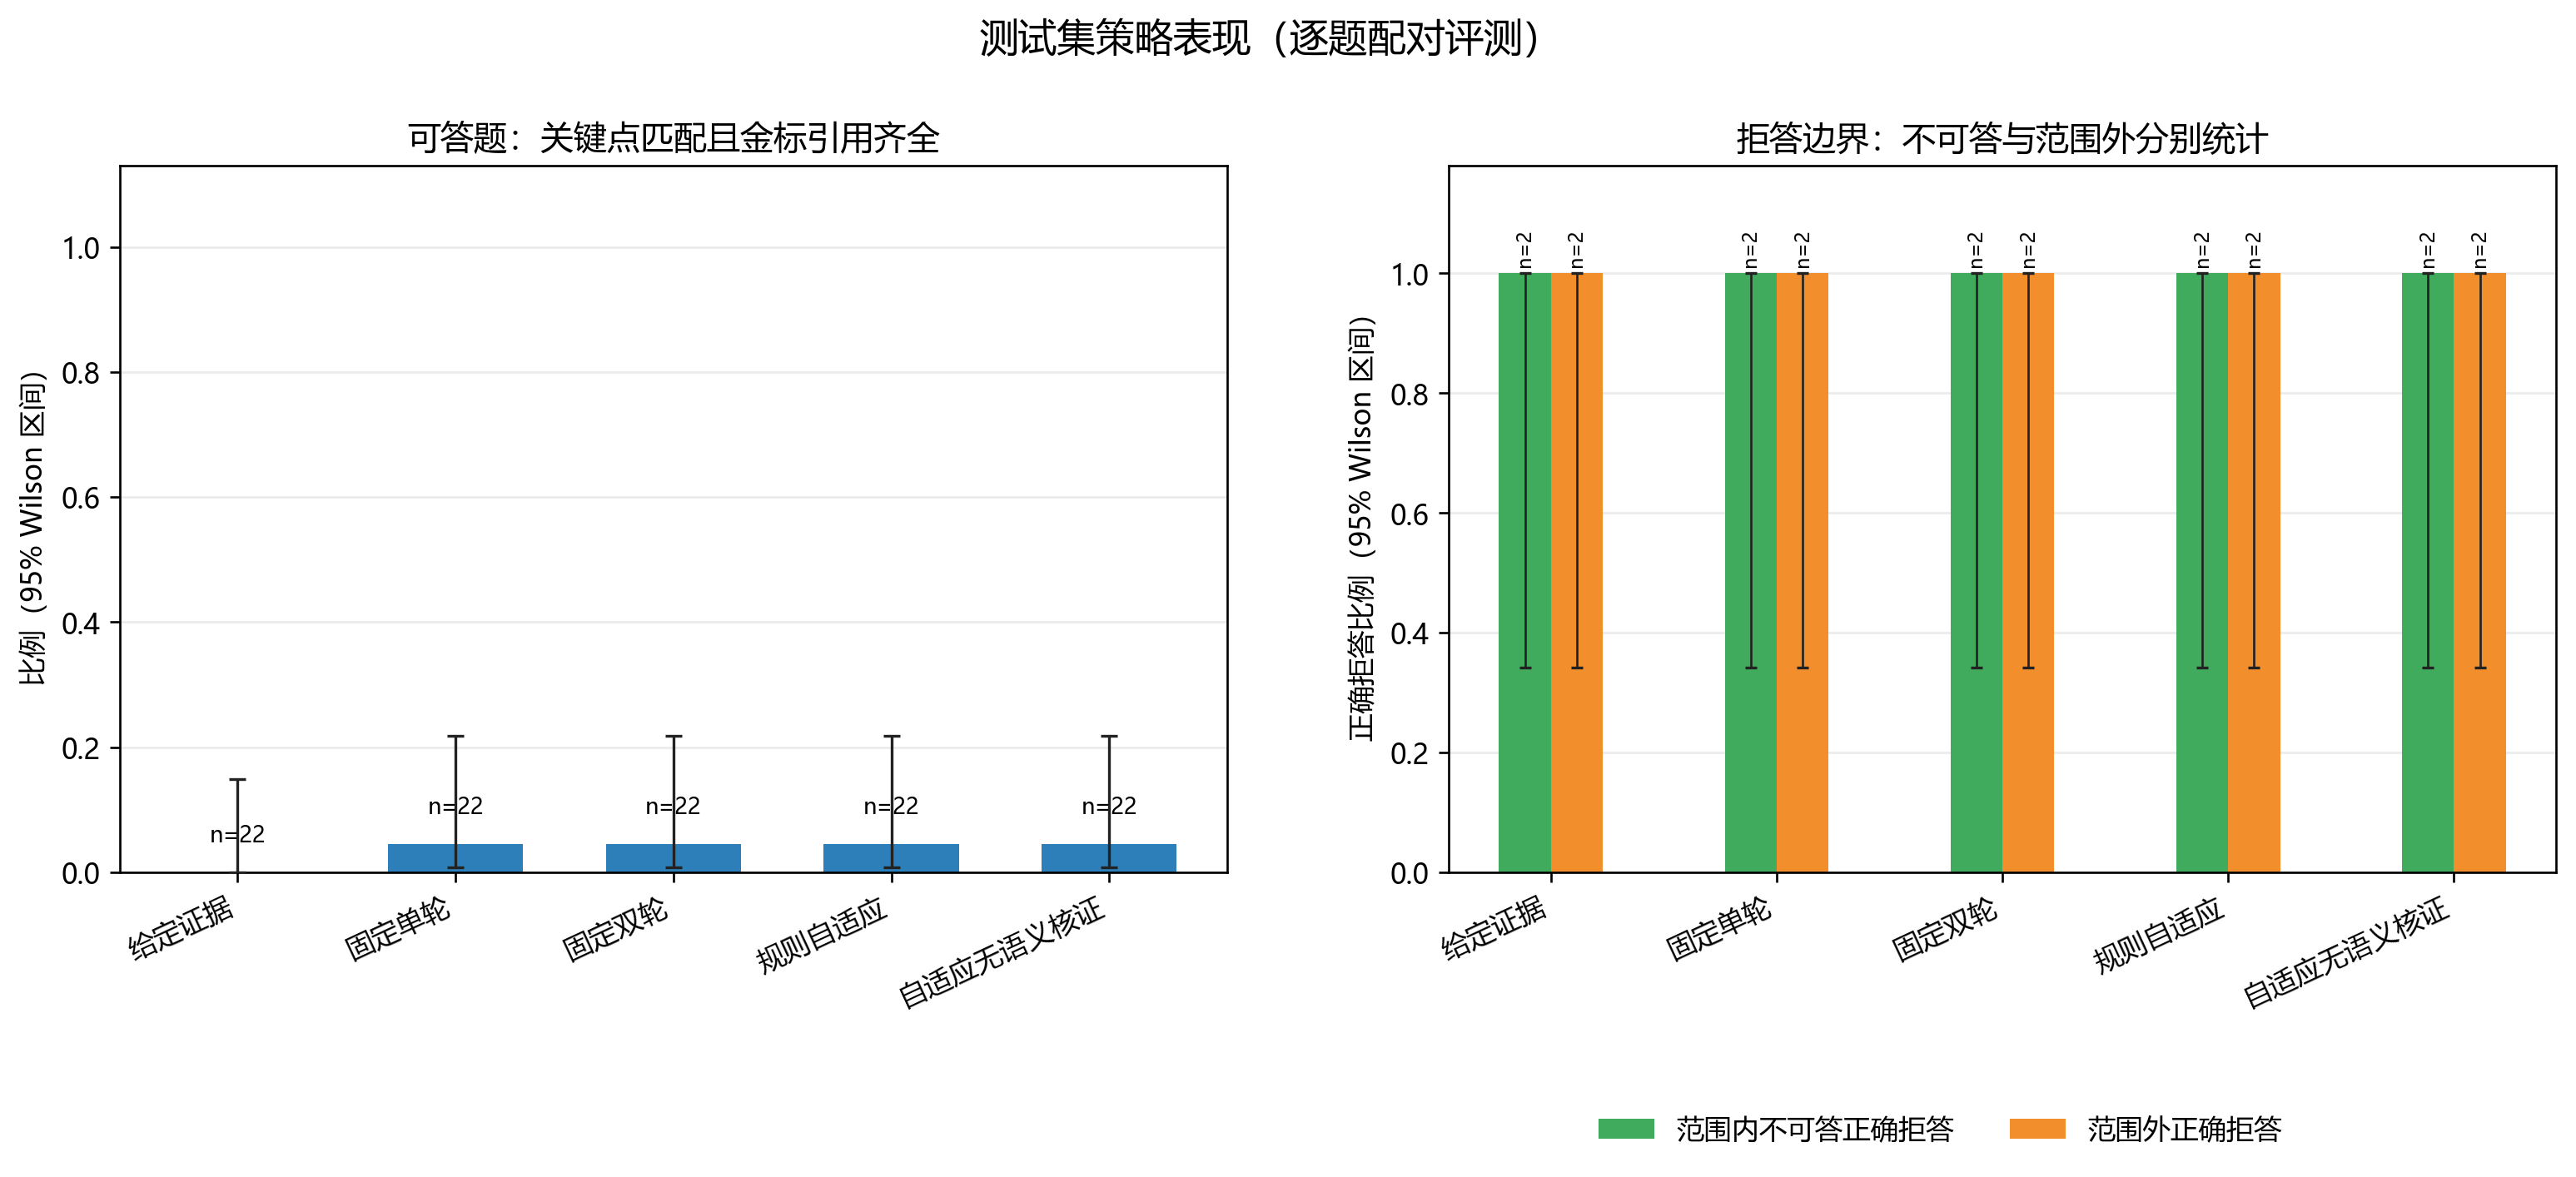 测试集策略表现（逐题配对评测）
可答题：关键点匹配且金标引用齐全
比例（95% Wilson 区间）
1.0
0.8
0.6
0.4
0.2
0.0
n=22
n=22
n=22
n=22
n=22
给定证据
固定单轮
固定双轮
规则自适应
自适应无语义核证
拒答边界：不可答与范围外分别统计
正确拒答比例（95% Wilson 区间）
1.0
0.8
0.6
0.4
0.2
0.0
n=2
n=2
n=2
n=2
n=2
n=2
n=2
n=2
n=2
n=2
给定证据
固定单轮
固定双轮
规则自适应
自适应无语义核证
范围内不可答正确拒答
范围外正确拒答